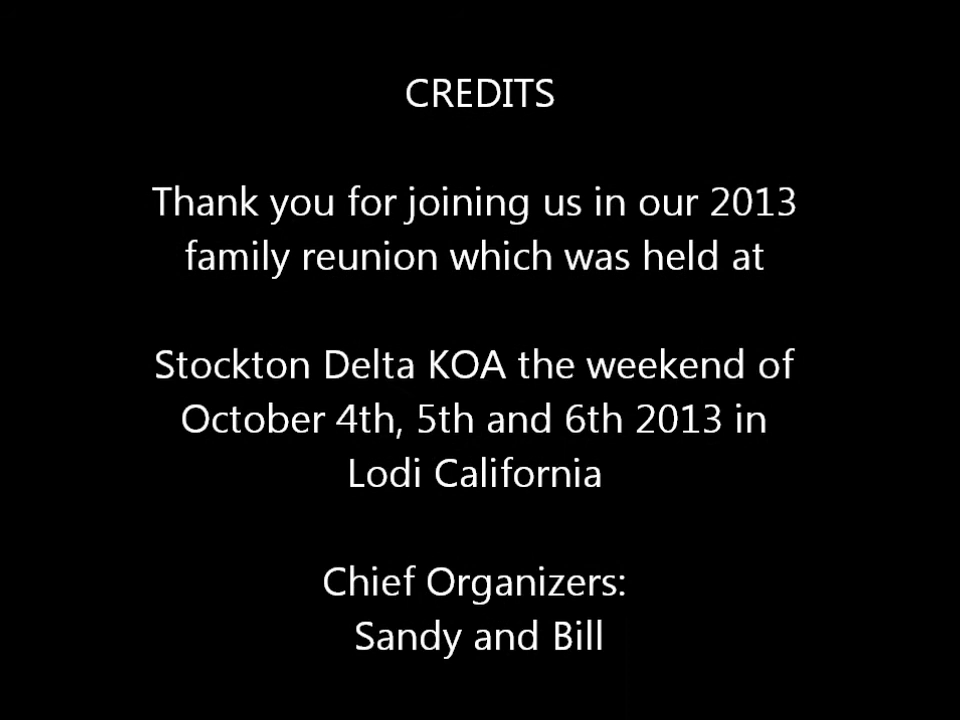 CREDITS
Thank you for joining us in our 2013
family reunion which was held at
Stockton Delta KOA the weekend of
October 4th, 5th and 6th 2013 in
Lodi California
Chief Organizers:
Sandy and Bill